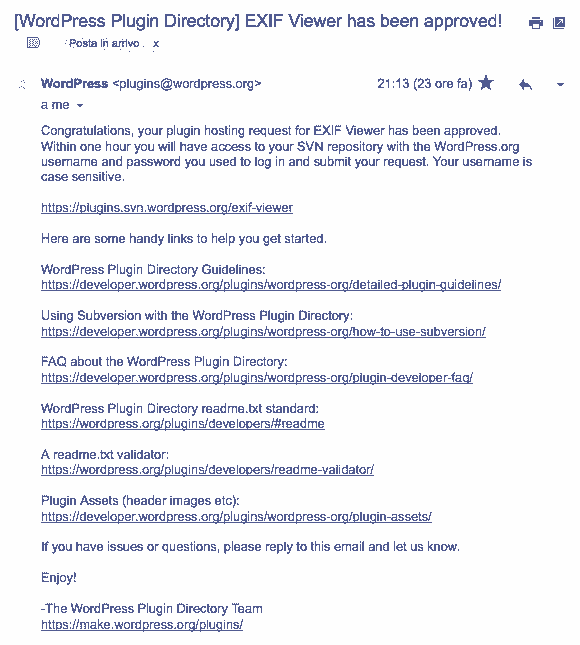 [WordPress Plugin Directory] EXIF Viewer has been approved!
Posta in arrivo x
WordPress <plugins@wordpress.org> 21:13 (23 ore fa)
a me
Congratulations, your plugin hosting request for EXIF Viewer has been approved.
Within one hour you will have access to your SVN repository with the WordPress.org
username and password you used to log in and submit your request. Your username is
case sensitive.
https://plugins.svn.wordpress.org/exif-viewer
Here are some handy links to help you get started.
WordPress Plugin Directory Guidelines:
https://developer.wordpress.org/plugins/wordpress-org/detailed-plugin-guidelines/
Using Subversion with the WordPress Plugin Directory:
https://developer.wordpress.org/plugins/wordpress-org/how-to-use-subversion/
FAQ about the WordPress Plugin Directory:
https://developer.wordpress.org/plugins/wordpress-org/plugin-developer-faq/
WordPress Plugin Directory readme.txt standard:
https://wordpress.org/plugins/developers/#readme
A readme.txt validator:
https://wordpress.org/plugins/developers/readme-validator/
Plugin Assets (header images etc):
https://developer.wordpress.org/plugins/wordpress-org/plugin-assets/
If you have issues or questions, please reply to this email and let us know.
Enjoy!
-The WordPress Plugin Directory Team
https://make.wordpress.org/plugins/